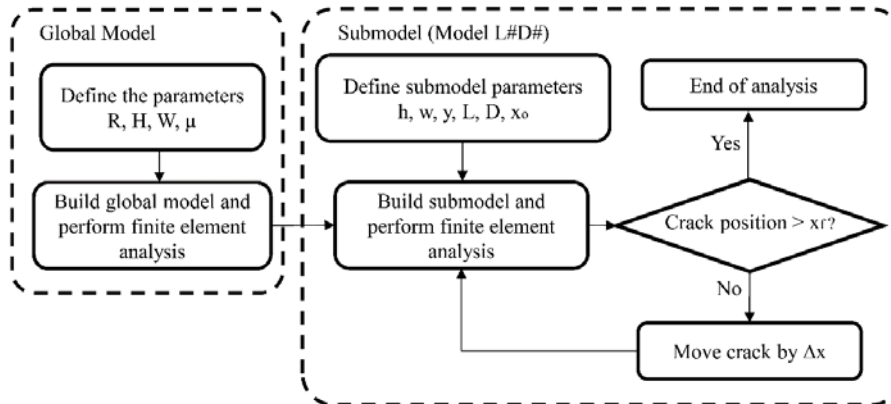 Global Model
Define the parameters
R, H, W, μ
Build global model and
perform finite element
analysis
Submodel (Model L#D#)
Define submodel parameters
h, w, y, L, D, xₒ
Build submodel and
perform finite element
analysis
End of analysis
Yes
Crack position > xf?
No
Move crack by Δx